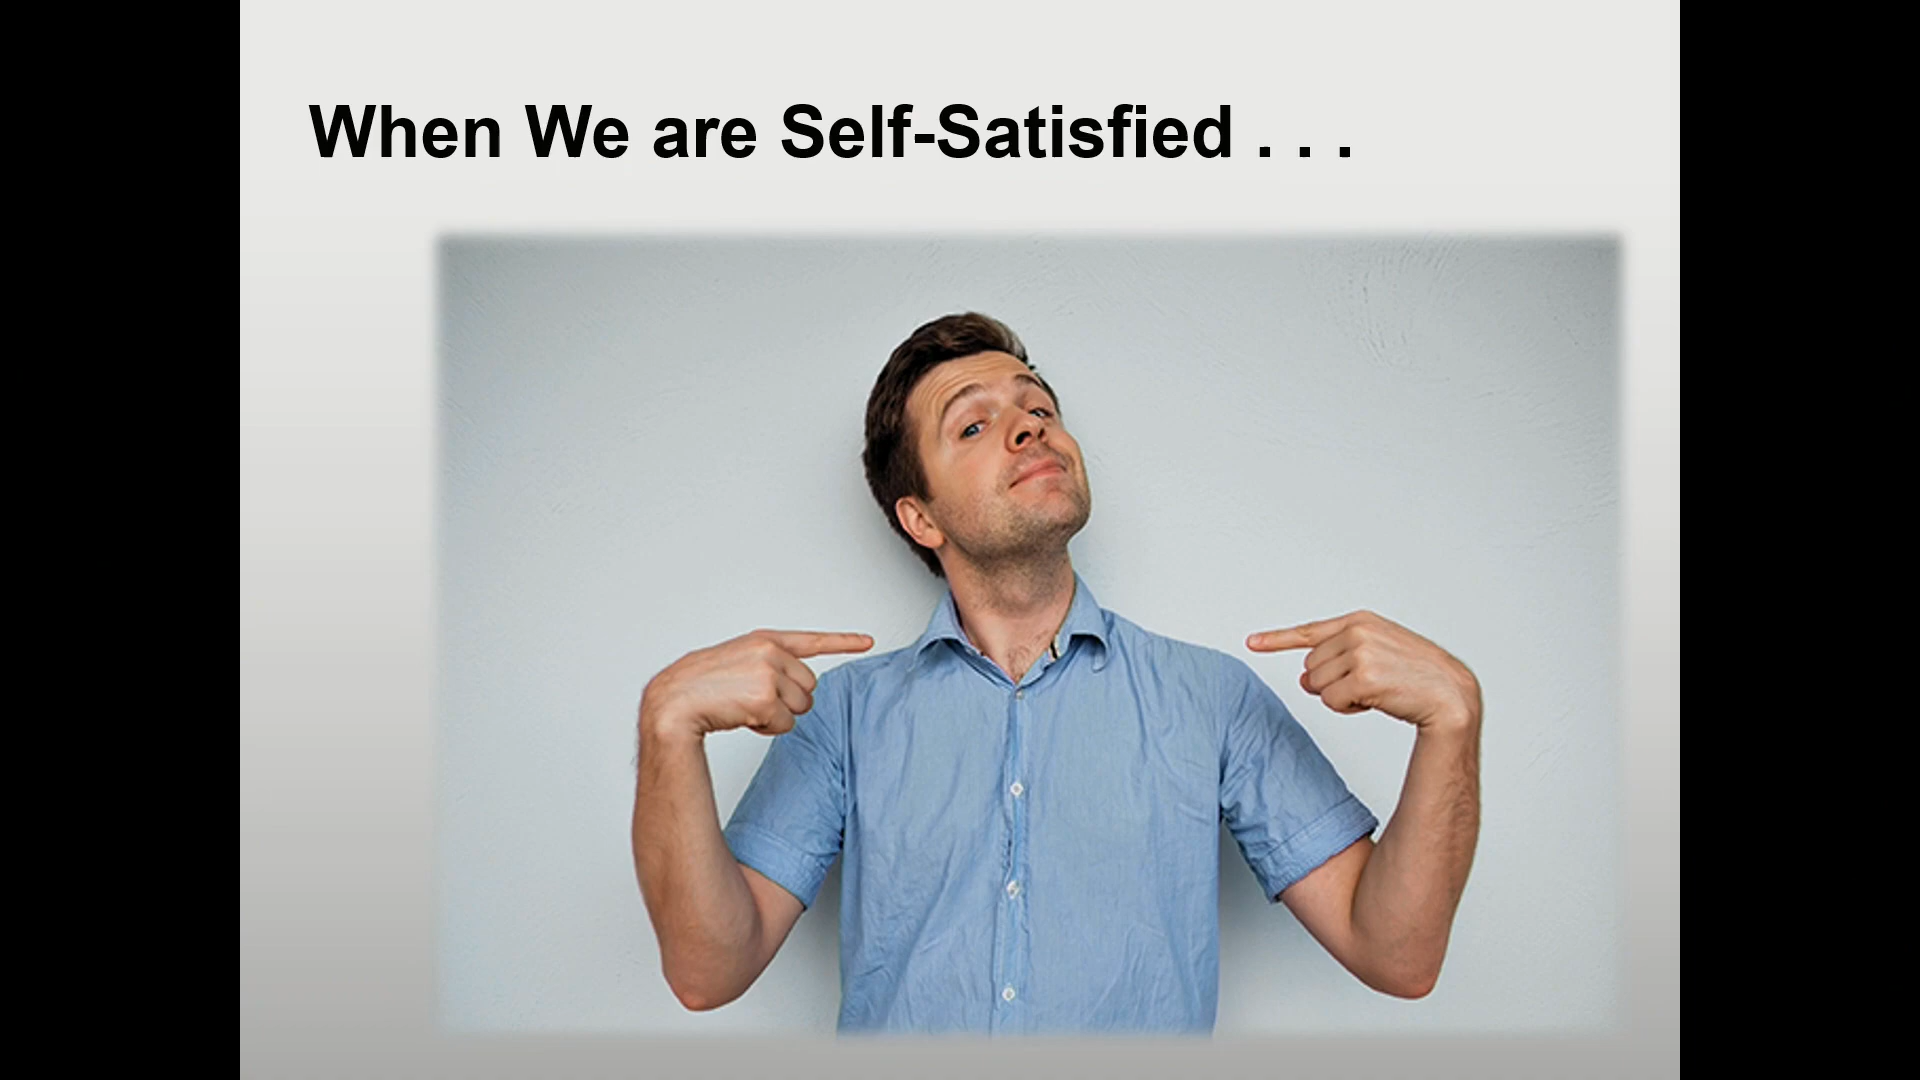 When We are Self-Satisfied . . .